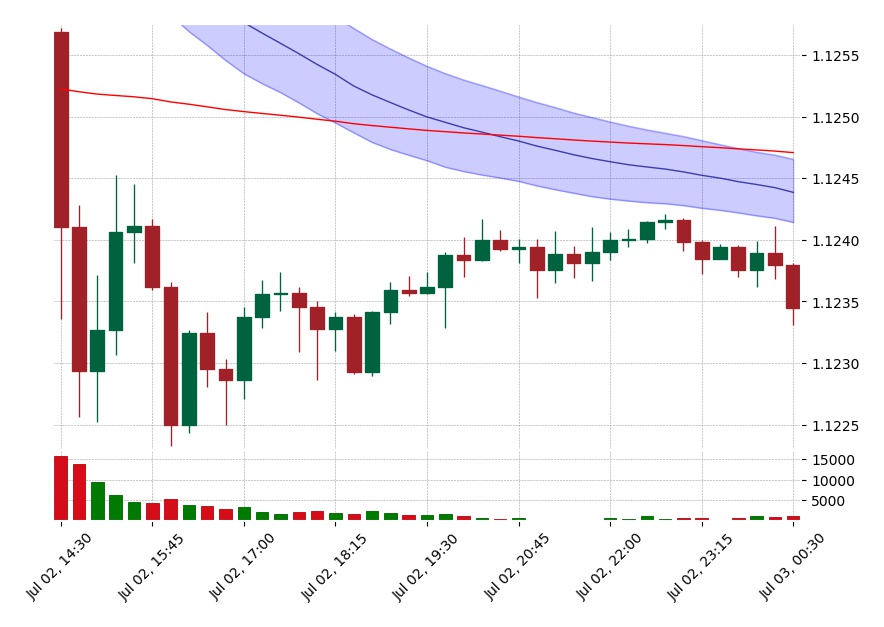 1.1255
1.1250
1.1245
1.1240
1.1235
1.1230
1.1225
15000
10000
5000
Jul 02, 14:30
Jul 02, 15:45
Jul 02, 17:00
Jul 02, 18:15
Jul 02, 19:30
Jul 02, 20:45
Jul 02, 22:00
Jul 02, 23:15
Jul 03, 00:30